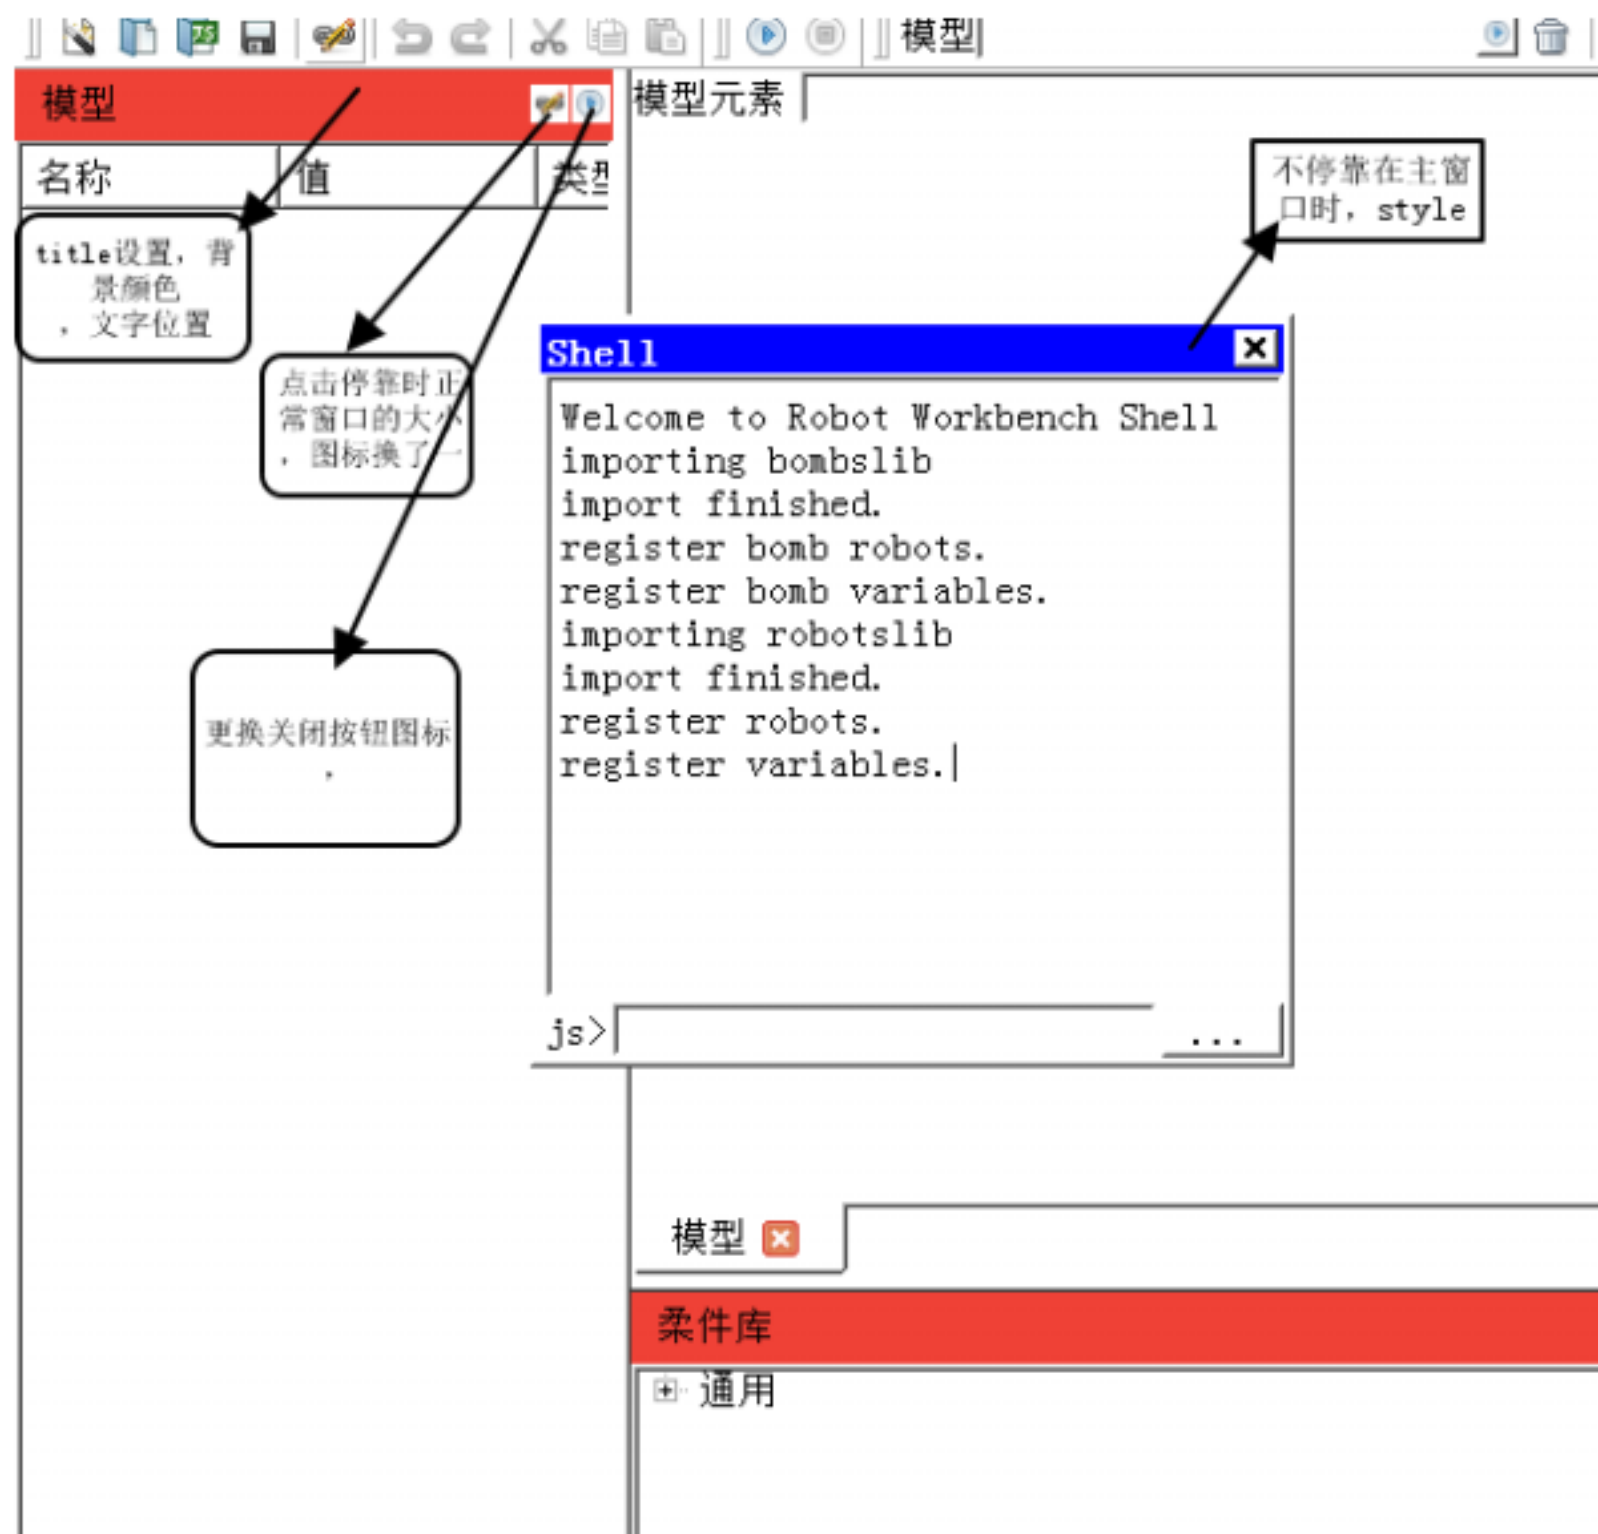 模型
模型
模型元素
名称
值
类型
title设置，背
景颜色
，文字位置
不停靠在主窗
口时，style
点击停靠时正
常窗口的大小
，图标换了一
更换关闭按钮图标
，
Shell
Welcome to Robot Workbench Shell
importing bombslib
import finished.
register bomb robots.
register bomb variables.
importing robotslib
import finished.
register robots.
register variables.
js>
...
模型
柔件库
通用